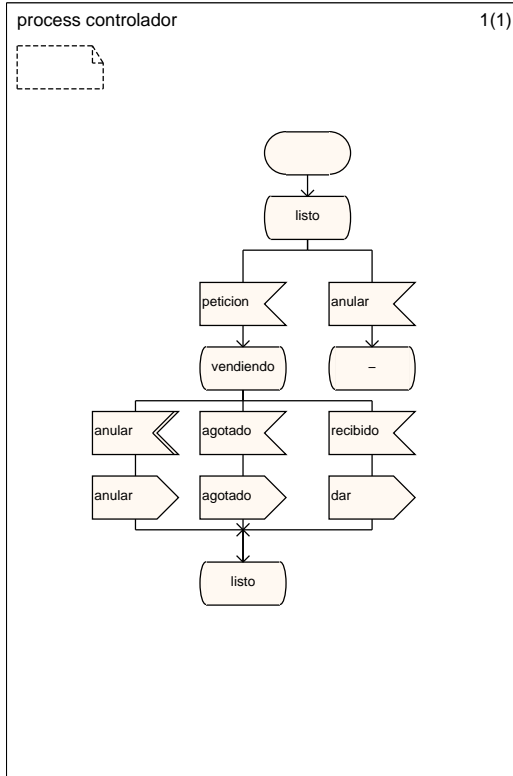 process controlador 1(1)
listo
peticion anular
vendiendo –
anular agotado recibido
anular agotado dar
listo